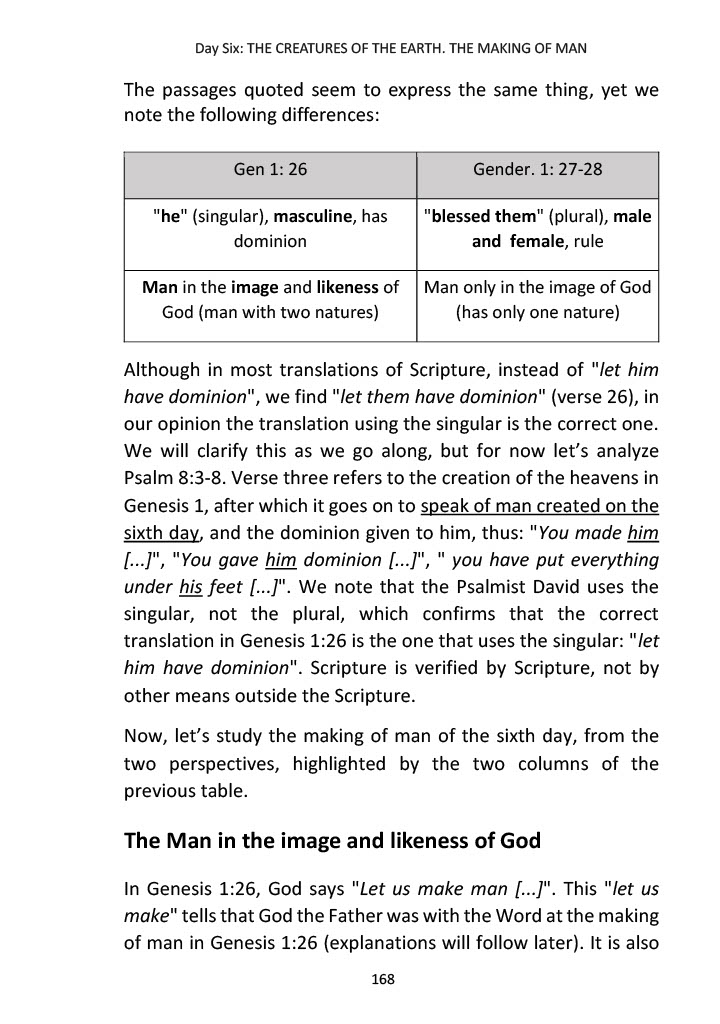 Day Six: THE CREATURES OF THE EARTH. THE MAKING OF MAN
The passages quoted seem to express the same thing, yet we
note the following differences:
Gen 1: 26
Gender. 1: 27-28
"he" (singular), masculine, has
dominion
"blessed them" (plural), male
and female, rule
Man in the image and likeness of
God (man with two natures)
Man only in the image of God
(has only one nature)
Although in most translations of Scripture, instead of "let him
have dominion", we find "let them have dominion" (verse 26), in
our opinion the translation using the singular is the correct one.
We will clarify this as we go along, but for now let’s analyze
Psalm 8:3-8. Verse three refers to the creation of the heavens in
Genesis 1, after which it goes on to speak of man created on the
sixth day, and the dominion given to him, thus: "You made him
[...]", "You gave him dominion [...]", " you have put everything
under his feet [...]". We note that the Psalmist David uses the
singular, not the plural, which confirms that the correct
translation in Genesis 1:26 is the one that uses the singular: "let
him have dominion". Scripture is verified by Scripture, not by
other means outside the Scripture.
Now, let’s study the making of man of the sixth day, from the
two perspectives, highlighted by the two columns of the
previous table.
The Man in the image and likeness of God
In Genesis 1:26, God says "Let us make man [...]". This "let us
make" tells that God the Father was with the Word at the making
of man in Genesis 1:26 (explanations will follow later). It is also
168